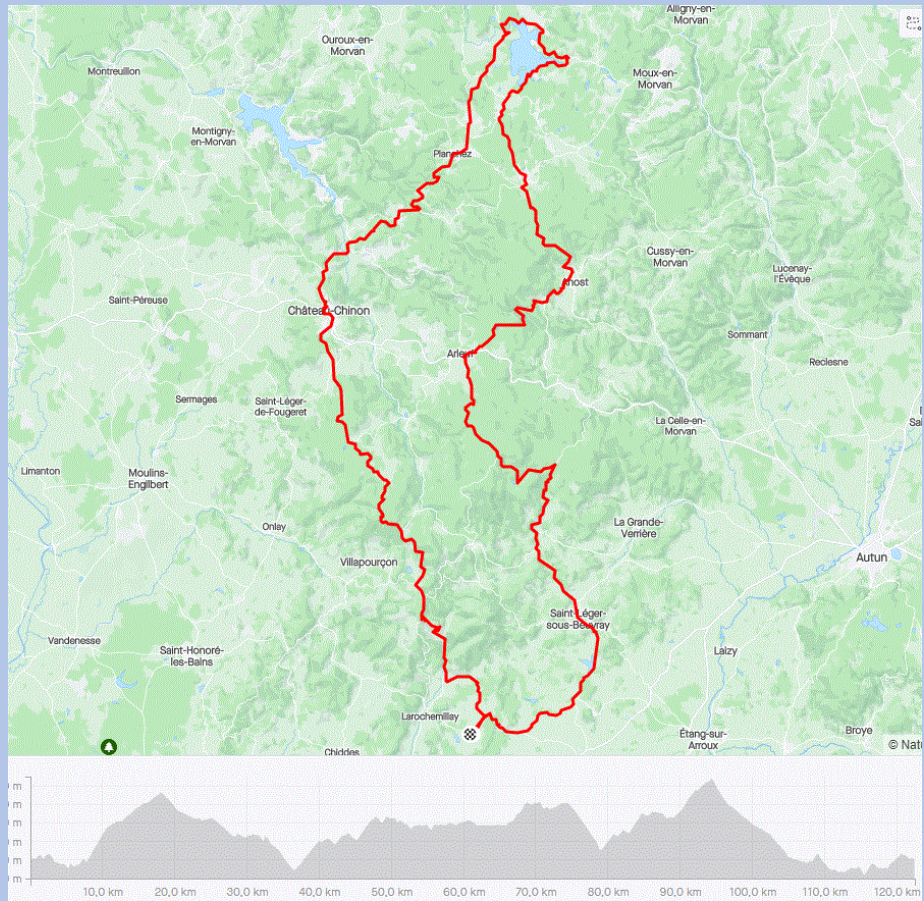 Alligny-en-
Morvan
Ouroux-en-
Morvan
Montreuillon
Moux-en-
Morvan
Montigny-
en-Morvan
Planchez
Cussy-en-
Morvan
Lucenay-
l'Évêque
Saint-Péreuse
Château-Chinon
Sommant
Arleuf
Reclesne
Sermages
Saint-Léger-
de-Fougeret
La Celle-en-
Morvan
Limanton
Moulins-
Engilbert
Onlay
La Grande-
Verrière
Autun
Villapourçon
Saint-Léger-
sous-Beuvray
Vandenesse
Saint-Honoré-
les-Bains
Laizy
Larochemillay
Étang-sur-
Arroux
Broye
Chiddes
© Natu
m
m
m
m
m
m
10,0 km 20,0 km 30,0 km 40,0 km 50,0 km 60,0 km 70,0 km 80,0 km 90,0 km 100,0 km 110,0 km 120,0 km